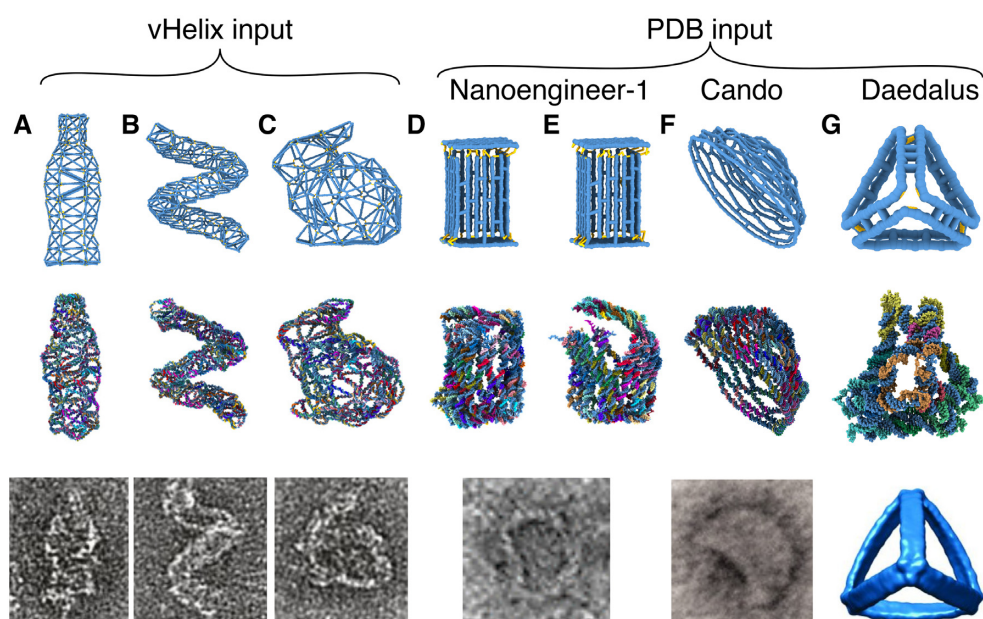 vHelix input
PDB input
Nanoengineer-1
Cando
Daedalus
A
B
C
D
E
F
G